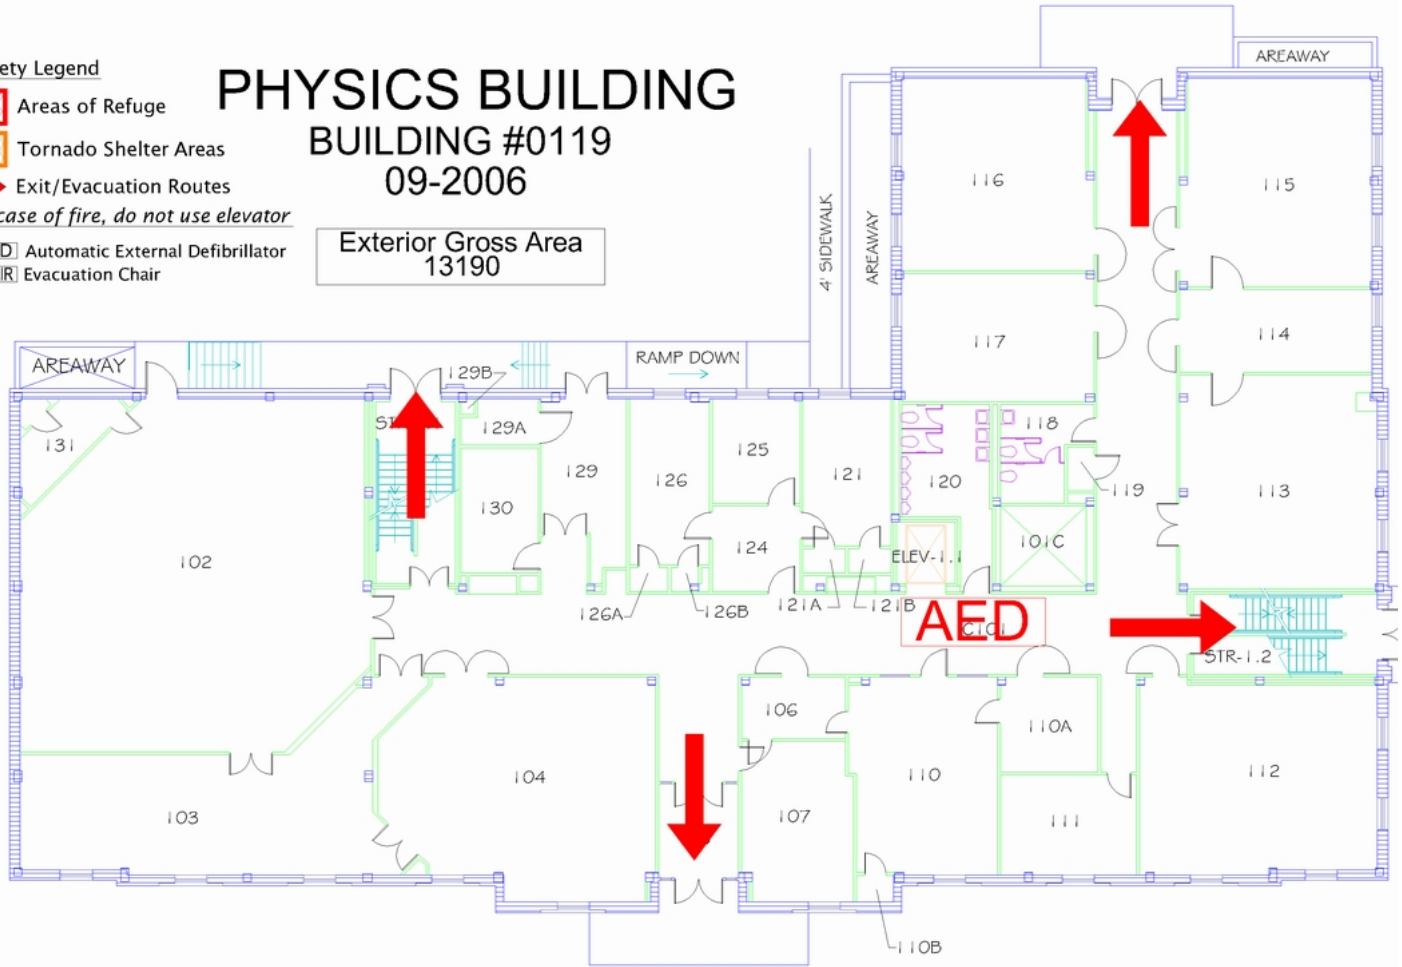 ety Legend
Areas of Refuge
Tornado Shelter Areas
Exit/Evacuation Routes
case of fire, do not use elevator
D Automatic External Defibrillator
R Evacuation Chair
PHYSICS BUILDING
BUILDING #0119
09-2006
Exterior Gross Area
13190
AREAWAY
4' SIDEWALK
AREAWAY
116
115
117
114
AREAWAY
129B
RAMP DOWN
131
129A
125
118
129
126
121
120
119
113
130
124
ELEV-1.1
101C
102
126A
126B
121A
121B
AED
C101
STR-1.2
106
110A
104
110
112
103
107
111
110B